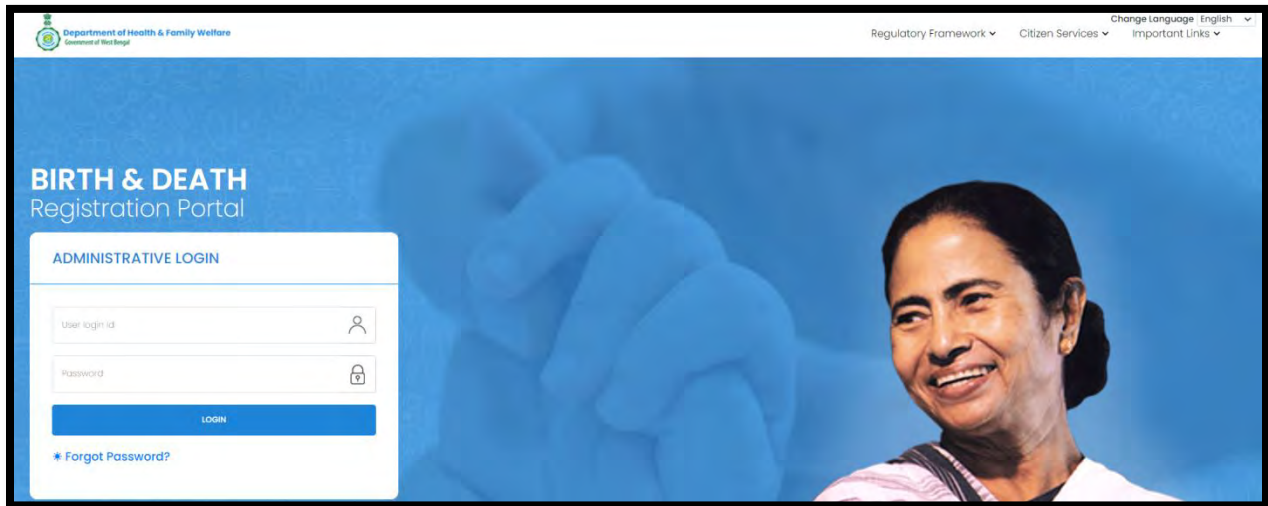 Department of Health & Family Welfare
Government of West Bengal
Change Language English
Regulatory Framework Citizen Services Important Links
BIRTH & DEATH
Registration Portal
ADMINISTRATIVE LOGIN
User login id
Password
LOGIN
✷ Forgot Password?